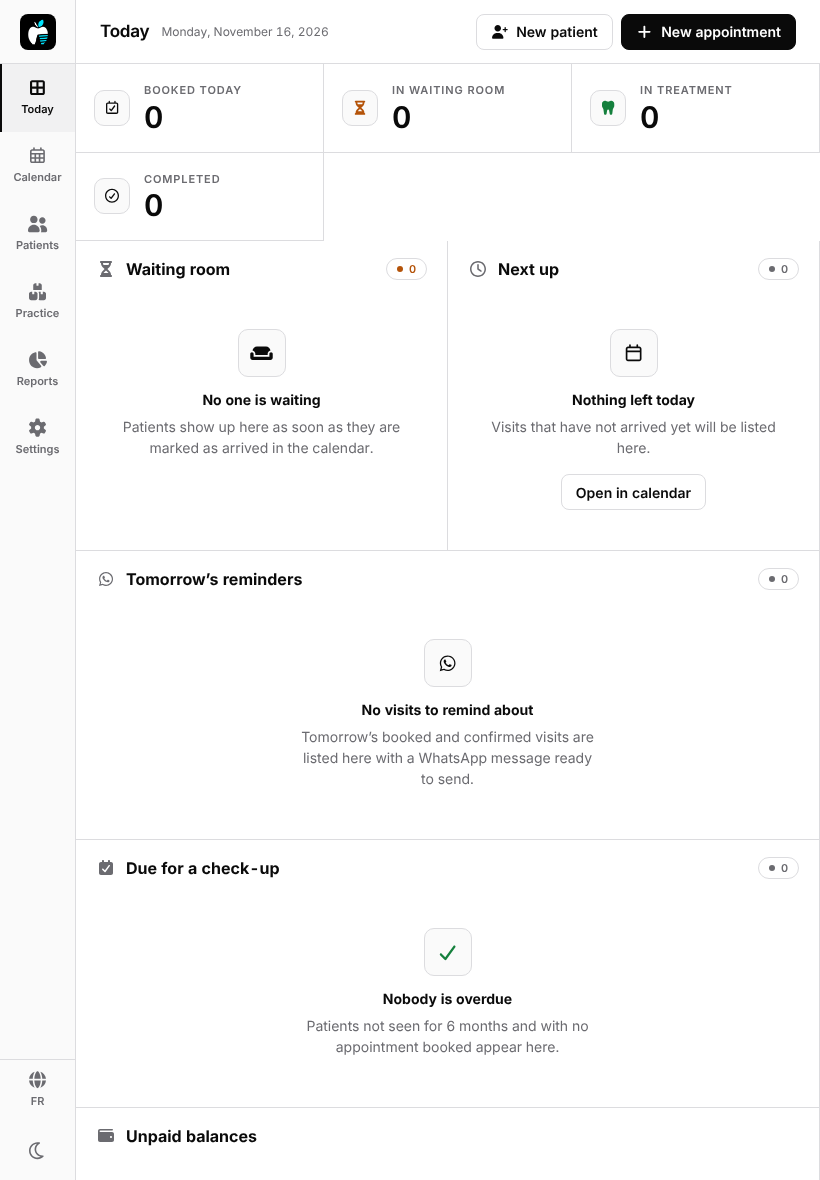 Today
Monday, November 16, 2026
New patient
New appointment
Today
Calendar
Patients
Practice
Reports
Settings
FR
BOOKED TODAY
0
IN WAITING ROOM
0
IN TREATMENT
0
COMPLETED
0
Waiting room
0
No one is waiting
Patients show up here as soon as they are
marked as arrived in the calendar.
Next up
0
Nothing left today
Visits that have not arrived yet will be listed
here.
Open in calendar
Tomorrow’s reminders
0
No visits to remind about
Tomorrow’s booked and confirmed visits are
listed here with a WhatsApp message ready
to send.
Due for a check-up
0
Nobody is overdue
Patients not seen for 6 months and with no
appointment booked appear here.
Unpaid balances